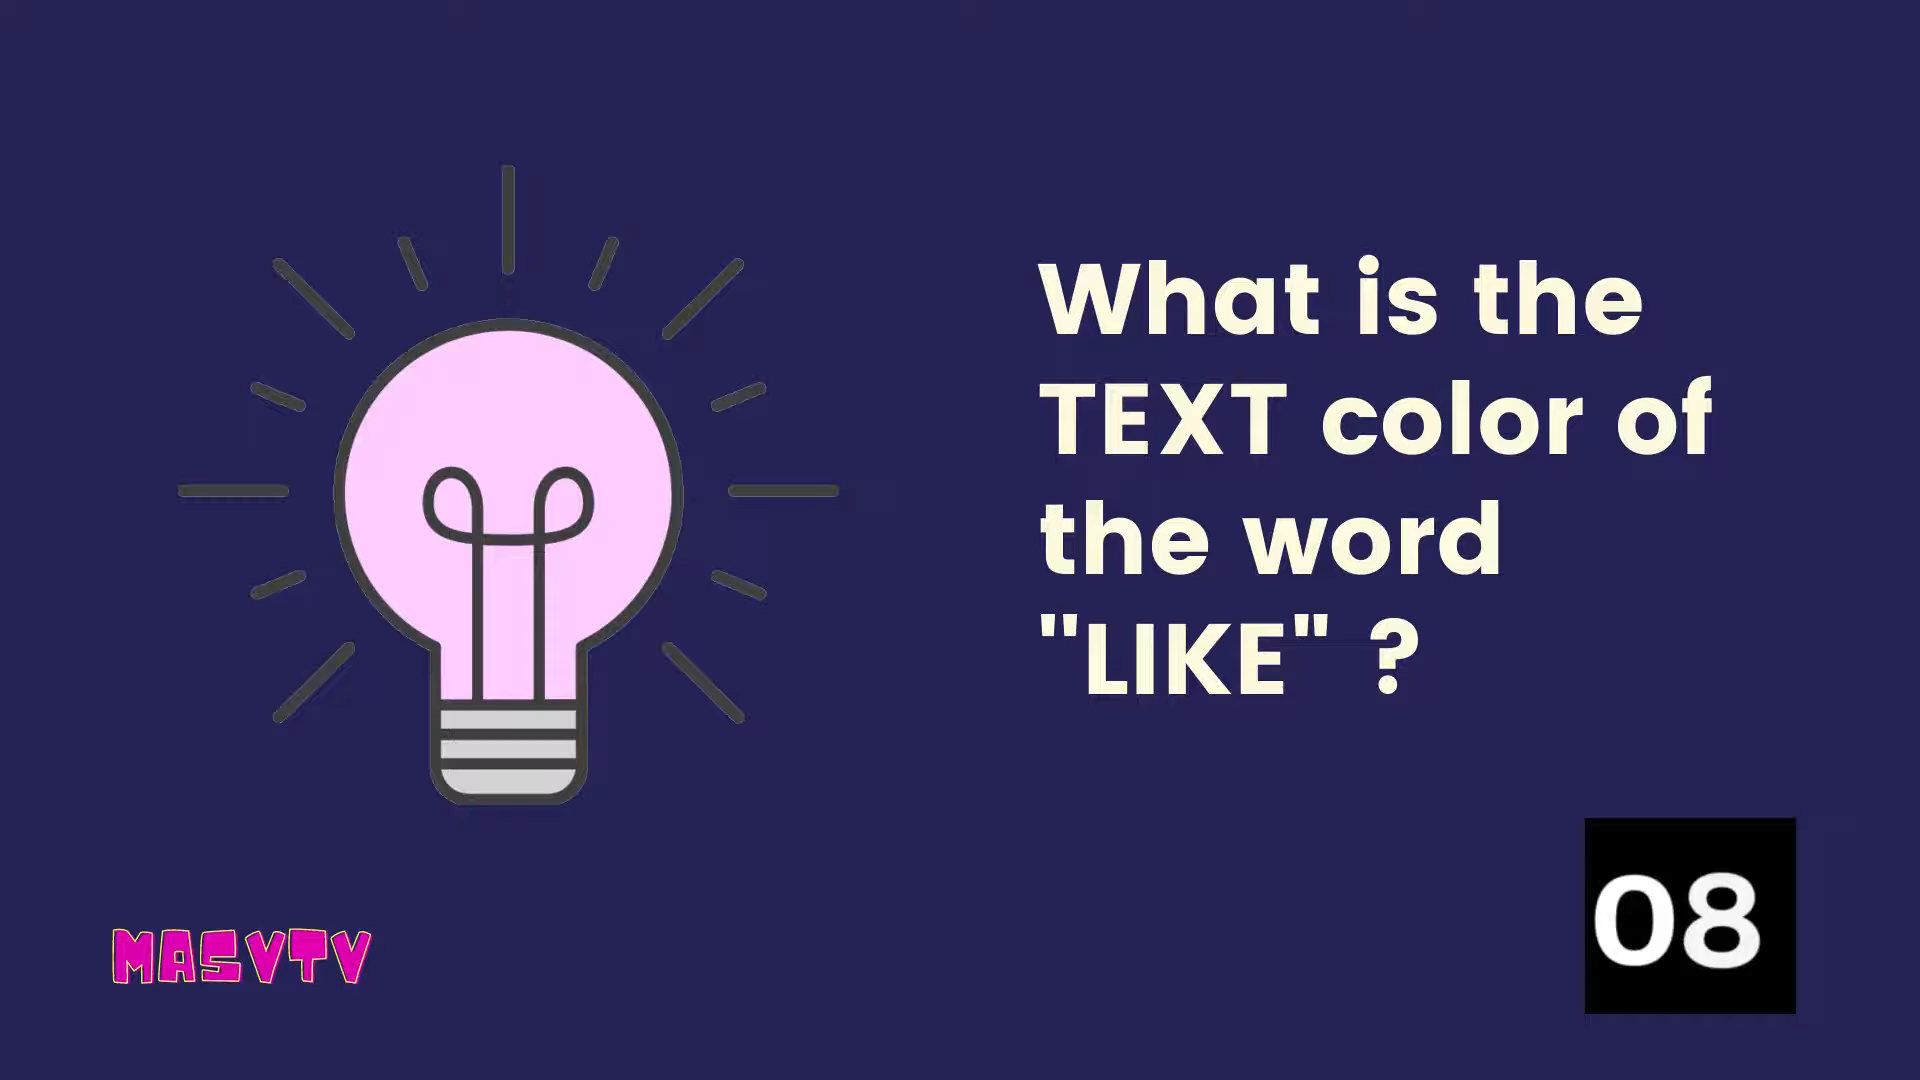 What is the
TEXT color of
the word
"LIKE" ?
08
MASVTV